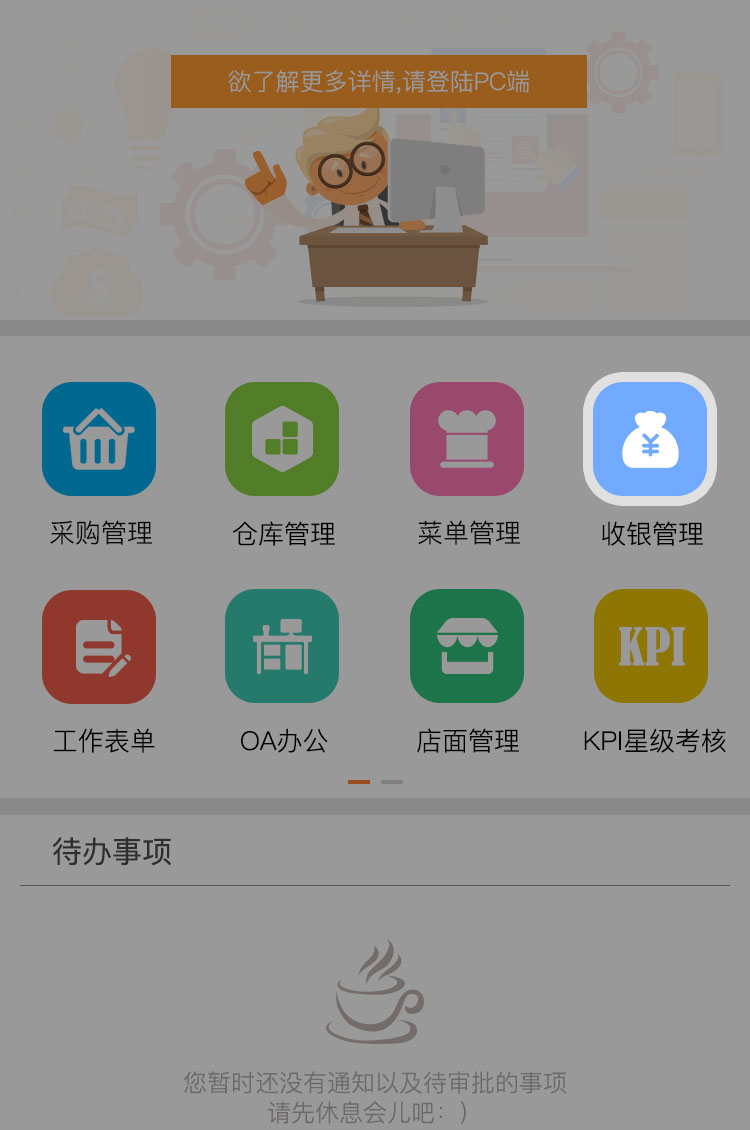 欲了解更多详情,请登陆PC端
采购管理 仓库管理 菜单管理 收银管理
KPI
工作表单 OA办公 店面管理 KPI星级考核
待办事项
您暂时还没有通知以及待审批的事项
请先休息会儿吧：)